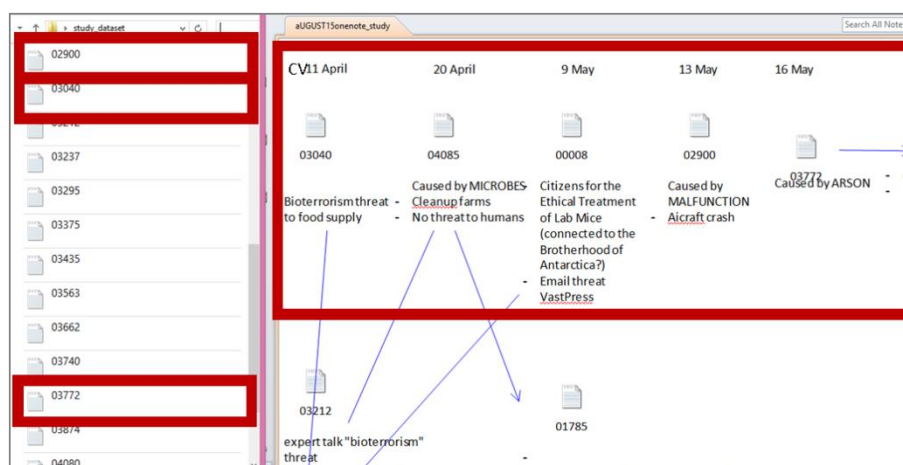 study_dataset
02900
03040
03212
03237
03295
03375
03435
03563
03662
03740
03772
03874
04080
aUGUST15onenote_study
Search All Note
CV11 April 20 April 9 May 13 May 16 May
03040 04085 00008 02900 03772
Bioterrorism threat
to food supply
Caused by MICROBES
- Cleanup farms
- No threat to humans
- Citizens for the
Ethical Treatment
of Lab Mice
(connected to the
Brotherhood of
Antarctica?)
- Email threat
VastPress
Caused by
MALFUNCTION
- Aicraft crash
Caused by ARSON
-
-
03212
01785
expert talk "bioterrorism"
threat
-